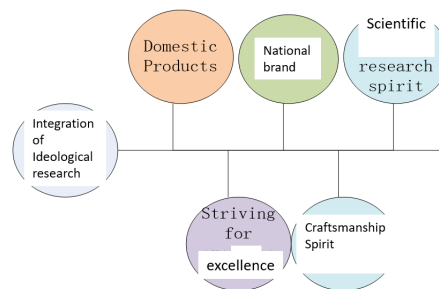 Domestic
Products
National
brand
Scientific
research
spirit
Integration
of
Ideological
research
Striving
for
excellence
Craftsmanship
Spirit